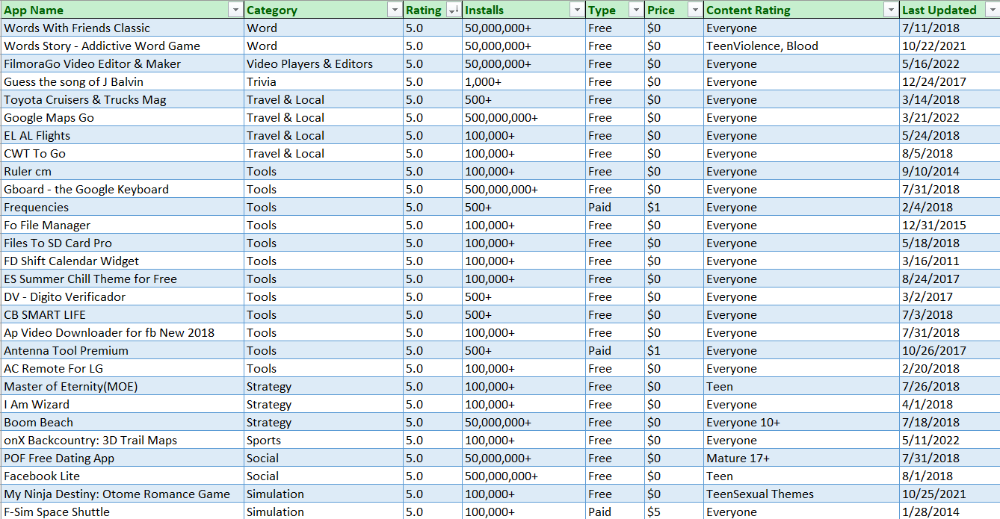 App Name Category Rating Installs Type Price Content Rating Last Updated
Words With Friends Classic Word 5.0 50,000,000+ Free $0 Everyone 7/11/2018
Words Story - Addictive Word Game Word 5.0 50,000,000+ Free $0 TeenViolence, Blood 10/22/2021
FilmoraGo Video Editor & Maker Video Players & Editors 5.0 50,000,000+ Free $0 Everyone 5/16/2022
Guess the song of J Balvin Trivia 5.0 1,000+ Free $0 Everyone 12/24/2017
Toyota Cruisers & Trucks Mag Travel & Local 5.0 500+ Free $0 Everyone 3/14/2018
Google Maps Go Travel & Local 5.0 500,000,000+ Free $0 Everyone 3/21/2022
EL AL Flights Travel & Local 5.0 100,000+ Free $0 Everyone 5/24/2018
CWT To Go Travel & Local 5.0 100,000+ Free $0 Everyone 8/5/2018
Ruler cm Tools 5.0 100,000+ Free $0 Everyone 9/10/2014
Gboard - the Google Keyboard Tools 5.0 500,000,000+ Free $0 Everyone 7/31/2018
Frequencies Tools 5.0 500+ Paid $1 Everyone 2/4/2018
Fo File Manager Tools 5.0 100,000+ Free $0 Everyone 12/31/2015
Files To SD Card Pro Tools 5.0 100,000+ Free $0 Everyone 5/18/2018
FD Shift Calendar Widget Tools 5.0 100,000+ Free $0 Everyone 3/16/2011
ES Summer Chill Theme for Free Tools 5.0 100,000+ Free $0 Everyone 8/24/2017
DV - Digito Verificador Tools 5.0 500+ Free $0 Everyone 3/2/2017
CB SMART LIFE Tools 5.0 500+ Free $0 Everyone 7/3/2018
Ap Video Downloader for fb New 2018 Tools 5.0 100,000+ Free $0 Everyone 7/31/2018
Antenna Tool Premium Tools 5.0 500+ Paid $1 Everyone 10/26/2017
AC Remote For LG Tools 5.0 100,000+ Free $0 Everyone 2/20/2018
Master of Eternity(MOE) Strategy 5.0 100,000+ Free $0 Teen 7/26/2018
I Am Wizard Strategy 5.0 100,000+ Free $0 Everyone 4/1/2018
Boom Beach Strategy 5.0 50,000,000+ Free $0 Everyone 10+ 7/18/2018
onX Backcountry: 3D Trail Maps Sports 5.0 100,000+ Free $0 Everyone 5/11/2022
POF Free Dating App Social 5.0 50,000,000+ Free $0 Mature 17+ 7/31/2018
Facebook Lite Social 5.0 500,000,000+ Free $0 Teen 8/1/2018
My Ninja Destiny: Otome Romance Game Simulation 5.0 100,000+ Free $0 TeenSexual Themes 10/25/2021
F-Sim Space Shuttle Simulation 5.0 100,000+ Paid $5 Everyone 1/28/2014